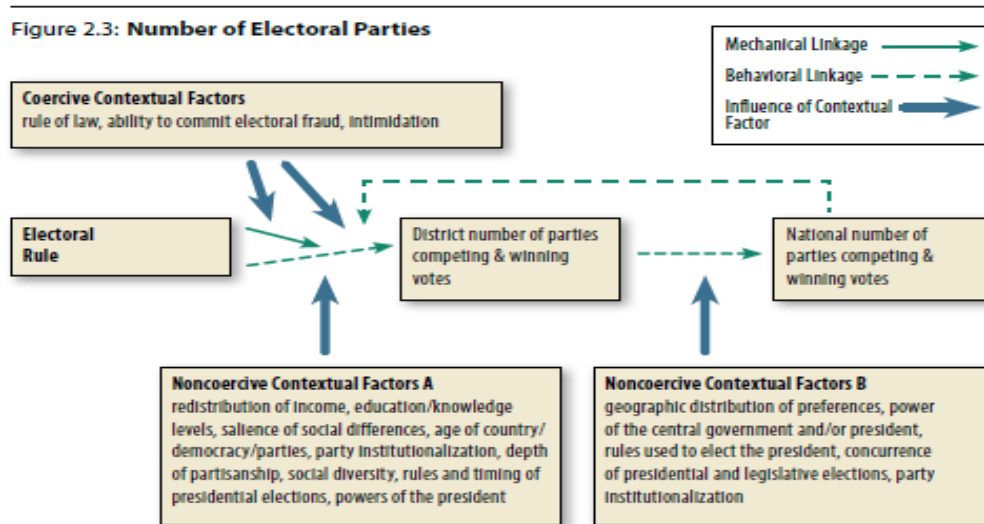 Figure 2.3: Number of Electoral Parties
Mechanical Linkage
Behavioral Linkage
Influence of Contextual
Factor
Coercive Contextual Factors
rule of law, ability to commit electoral fraud, intimidation
Electoral
Rule
District number of parties
competing & winning
votes
National number of
parties competing &
winning votes
Noncoercive Contextual Factors A
redistribution of income, education/knowledge
levels, salience of social differences, age of country/
democracy/parties, party institutionalization, depth
of partisanship, social diversity, rules and timing of
presidential elections, powers of the president
Noncoercive Contextual Factors B
geographic distribution of preferences, power
of the central government and/or president,
rules used to elect the president, concurrence
of presidential and legislative elections, party
institutionalization